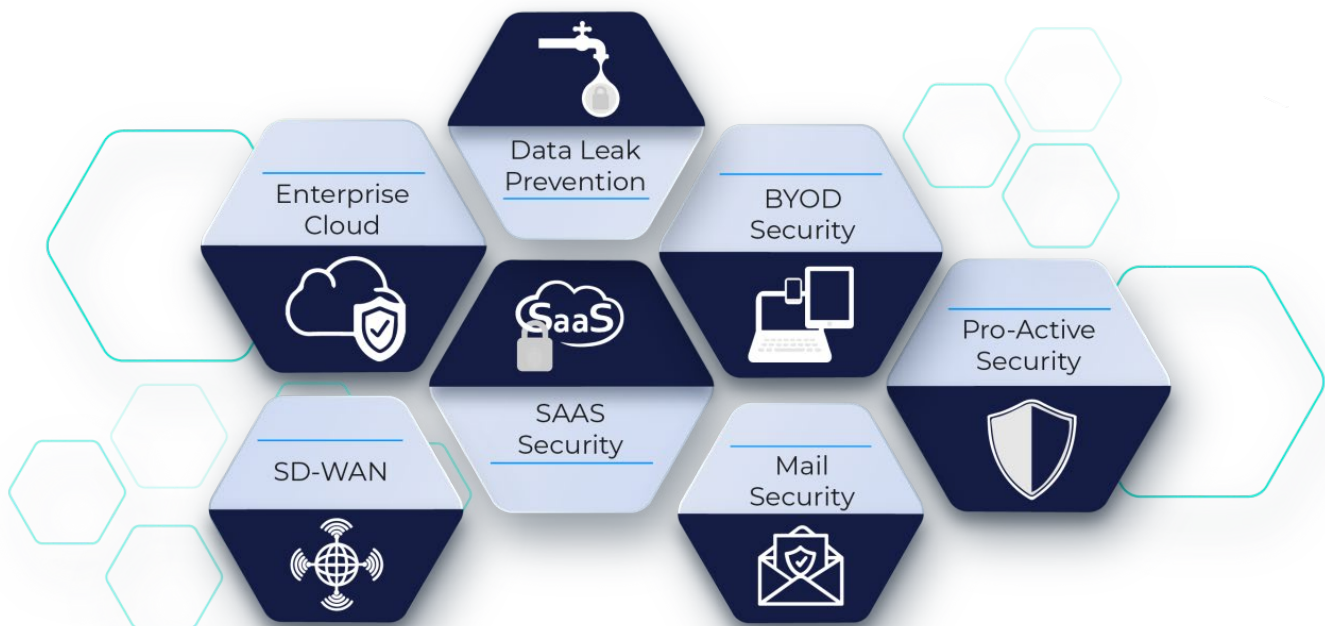 Data Leak
Prevention
Enterprise
Cloud
BYOD
Security
SaaS
SAAS
Security
Pro-Active
Security
SD-WAN
Mail
Security